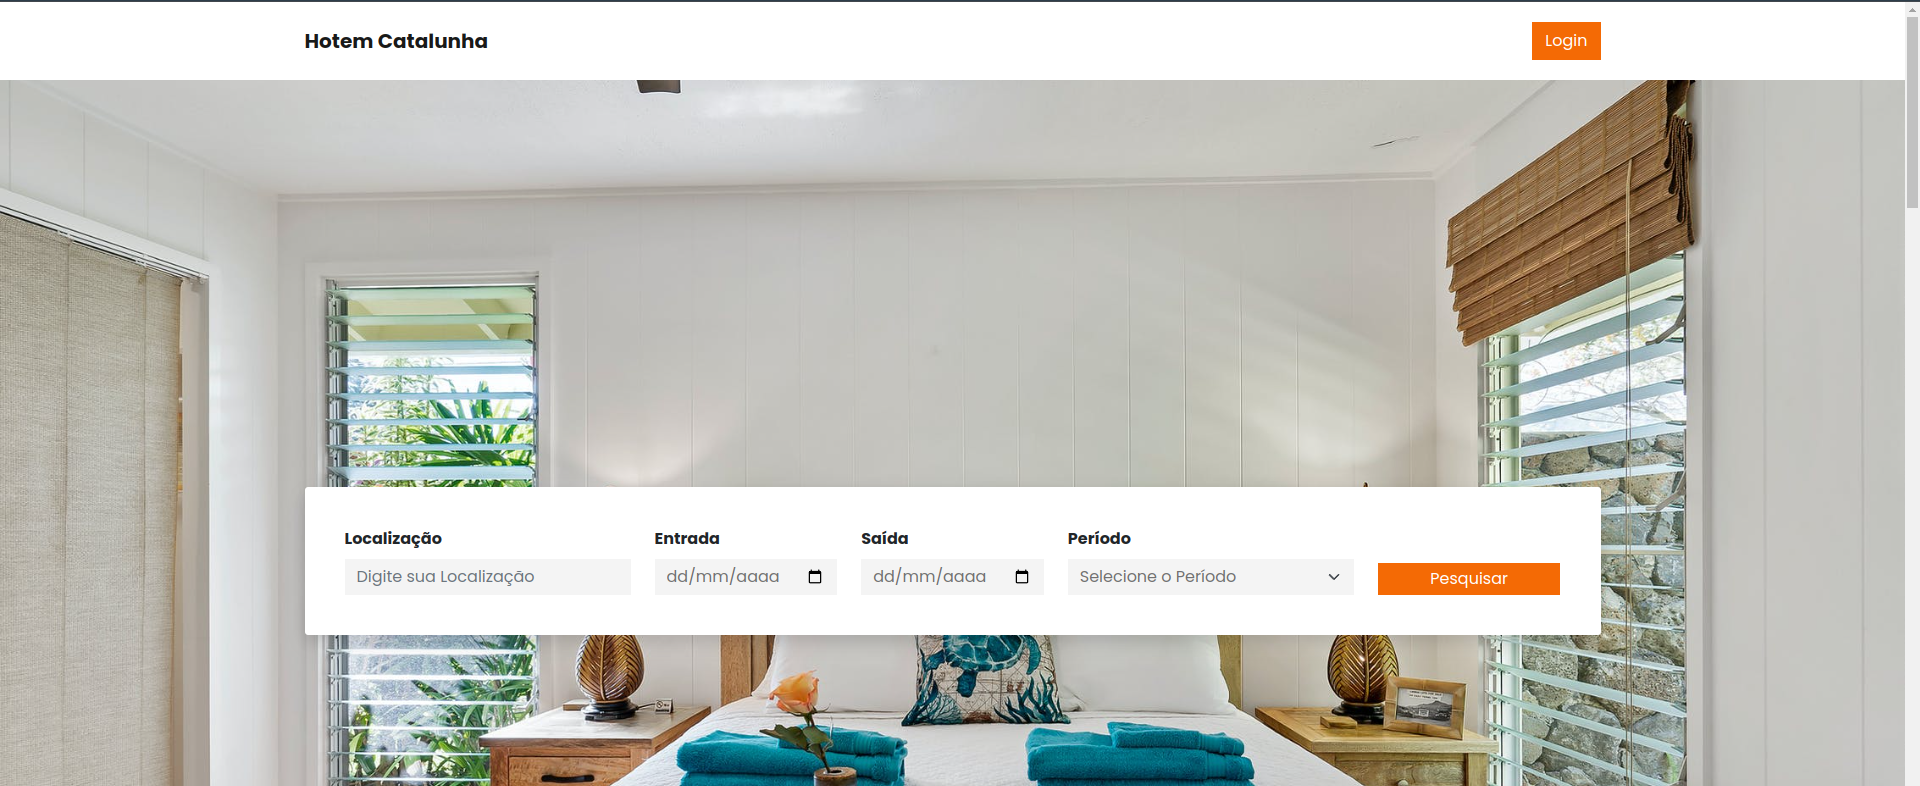 Hotem Catalunha
Login
Localização
Entrada
Saída
Período
Digite sua Localização
dd/mm/aaaa
dd/mm/aaaa
Selecione o Período
Pesquisar